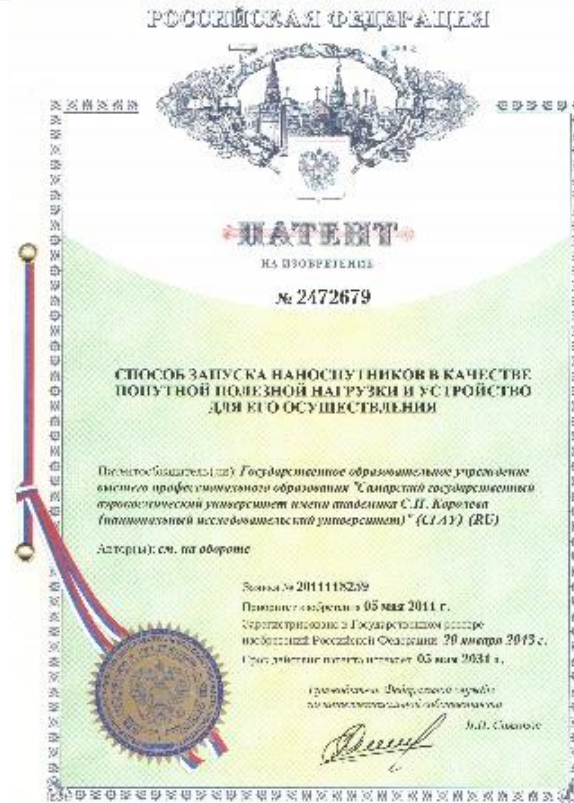 РОССИЙСКАЯ ФЕДЕРАЦИЯ
ПАТЕНТ
НА ИЗОБРЕТЕНИЕ
№ 2472679
СПОСОБ ЗАПУСКА НАНОСПУТНИКОВ В КАЧЕСТВЕ
ПОПУТНОЙ ПОЛЕЗНОЙ НАГРУЗКИ И УСТРОЙСТВО
ДЛЯ ЕГО ОСУЩЕСТВЛЕНИЯ
Патентообладатель(ли): Государственное образовательное учреждение
высшего профессионального образования "Самарский государственный
аэрокосмический университет имени академика С.П. Королева
(национальный исследовательский университет)" (СГАУ) (RU)
Автор(ы): см. на обороте
Заявка № 2011118259
Приоритет изобретения 05 мая 2011 г.
Зарегистрировано в Государственном реестре
изобретений Российской Федерации 20 января 2013 г.
Срок действия патента истекает 05 мая 2031 г.
Руководитель Федеральной службы
по интеллектуальной собственности
Б.П. Симонов